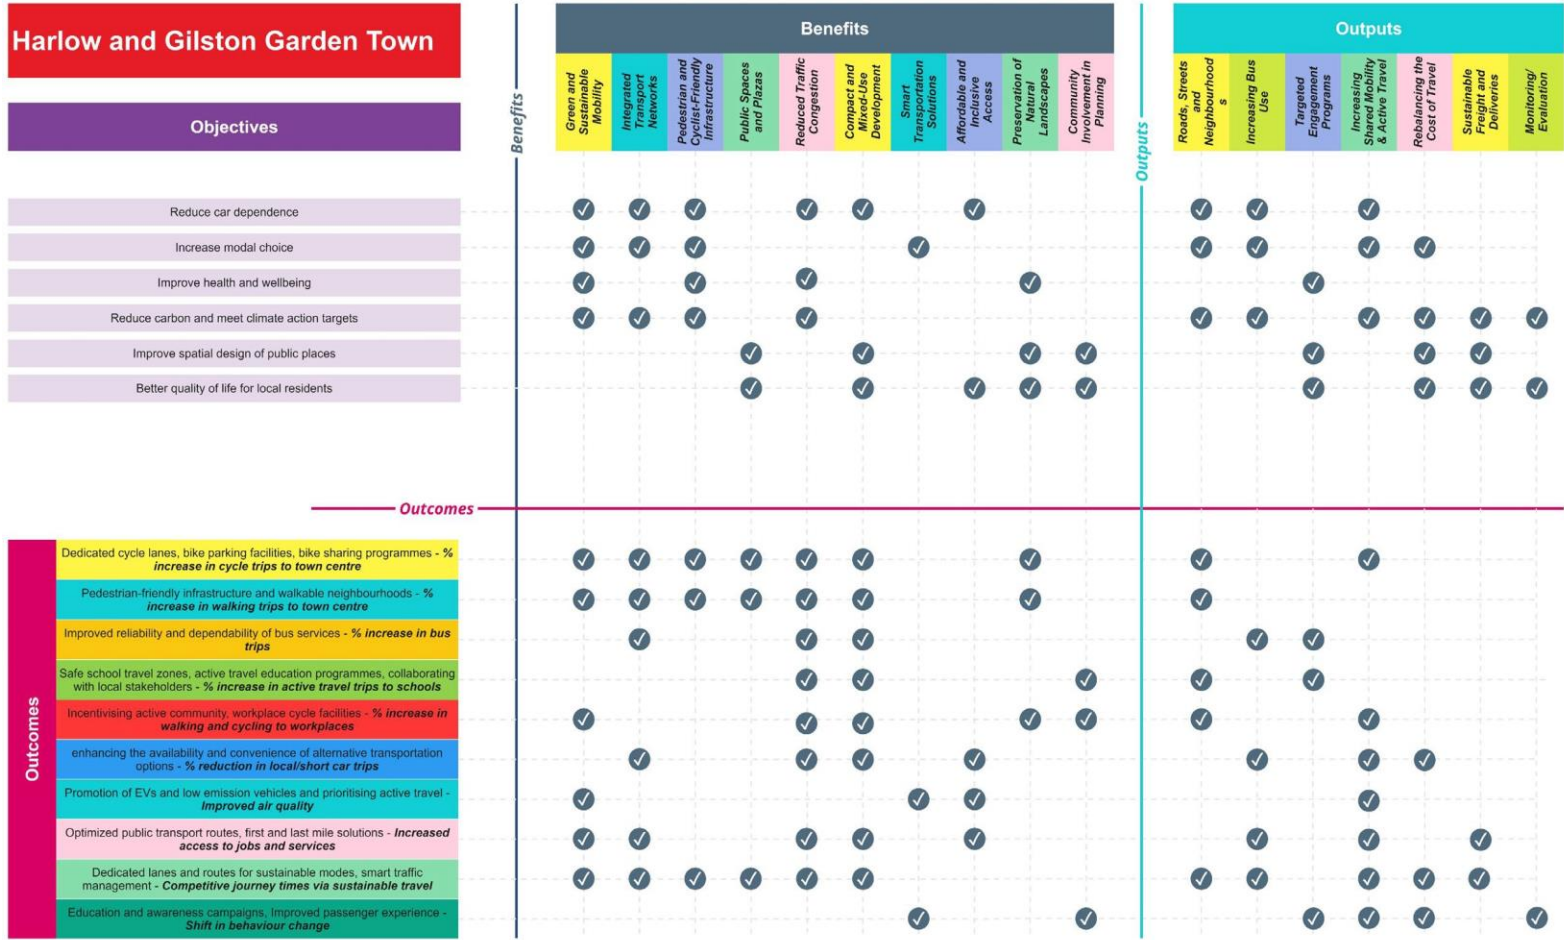 Harlow and Gilston Garden Town
Objectives
Benefits
Benefits
Green and
Sustainable
Mobility
Integrated
Transport
Networks
Pedestrian and
Cyclist-Friendly
Infrastructure
Public Spaces
and Plazas
Reduced Traffic
Congestion
Compact and
Mixed-Use
Development
Smart
Transportation
Solutions
Affordable and
Inclusive
Access
Preservation of
Natural
Landscapes
Community
Involvement in
Planning
Outputs
Outputs
Roads, Streets
and
Neighbourhood
s
Increasing Bus
Use
Targeted
Engagement
Programs
Increasing
Shared Mobility
& Active Travel
Rebalancing the
Cost of Travel
Sustainable
Freight and
Deliveries
Monitoring/
Evaluation
Reduce car dependence
Increase modal choice
Improve health and wellbeing
Reduce carbon and meet climate action targets
Improve spatial design of public places
Better quality of life for local residents
Outcomes
Outcomes
Dedicated cycle lanes, bike parking facilities, bike sharing programmes - %
increase in cycle trips to town centre
Pedestrian-friendly infrastructure and walkable neighbourhoods - %
increase in walking trips to town centre
Improved reliability and dependability of bus services - % increase in bus
trips
Safe school travel zones, active travel education programmes, collaborating
with local stakeholders - % increase in active travel trips to schools
Incentivising active community, workplace cycle facilities - % increase in
walking and cycling to workplaces
enhancing the availability and convenience of alternative transportation
options - % reduction in local/short car trips
Promotion of EVs and low emission vehicles and prioritising active travel -
Improved air quality
Optimized public transport routes, first and last mile solutions - Increased
access to jobs and services
Dedicated lanes and routes for sustainable modes, smart traffic
management - Competitive journey times via sustainable travel
Education and awareness campaigns, Improved passenger experience -
Shift in behaviour change